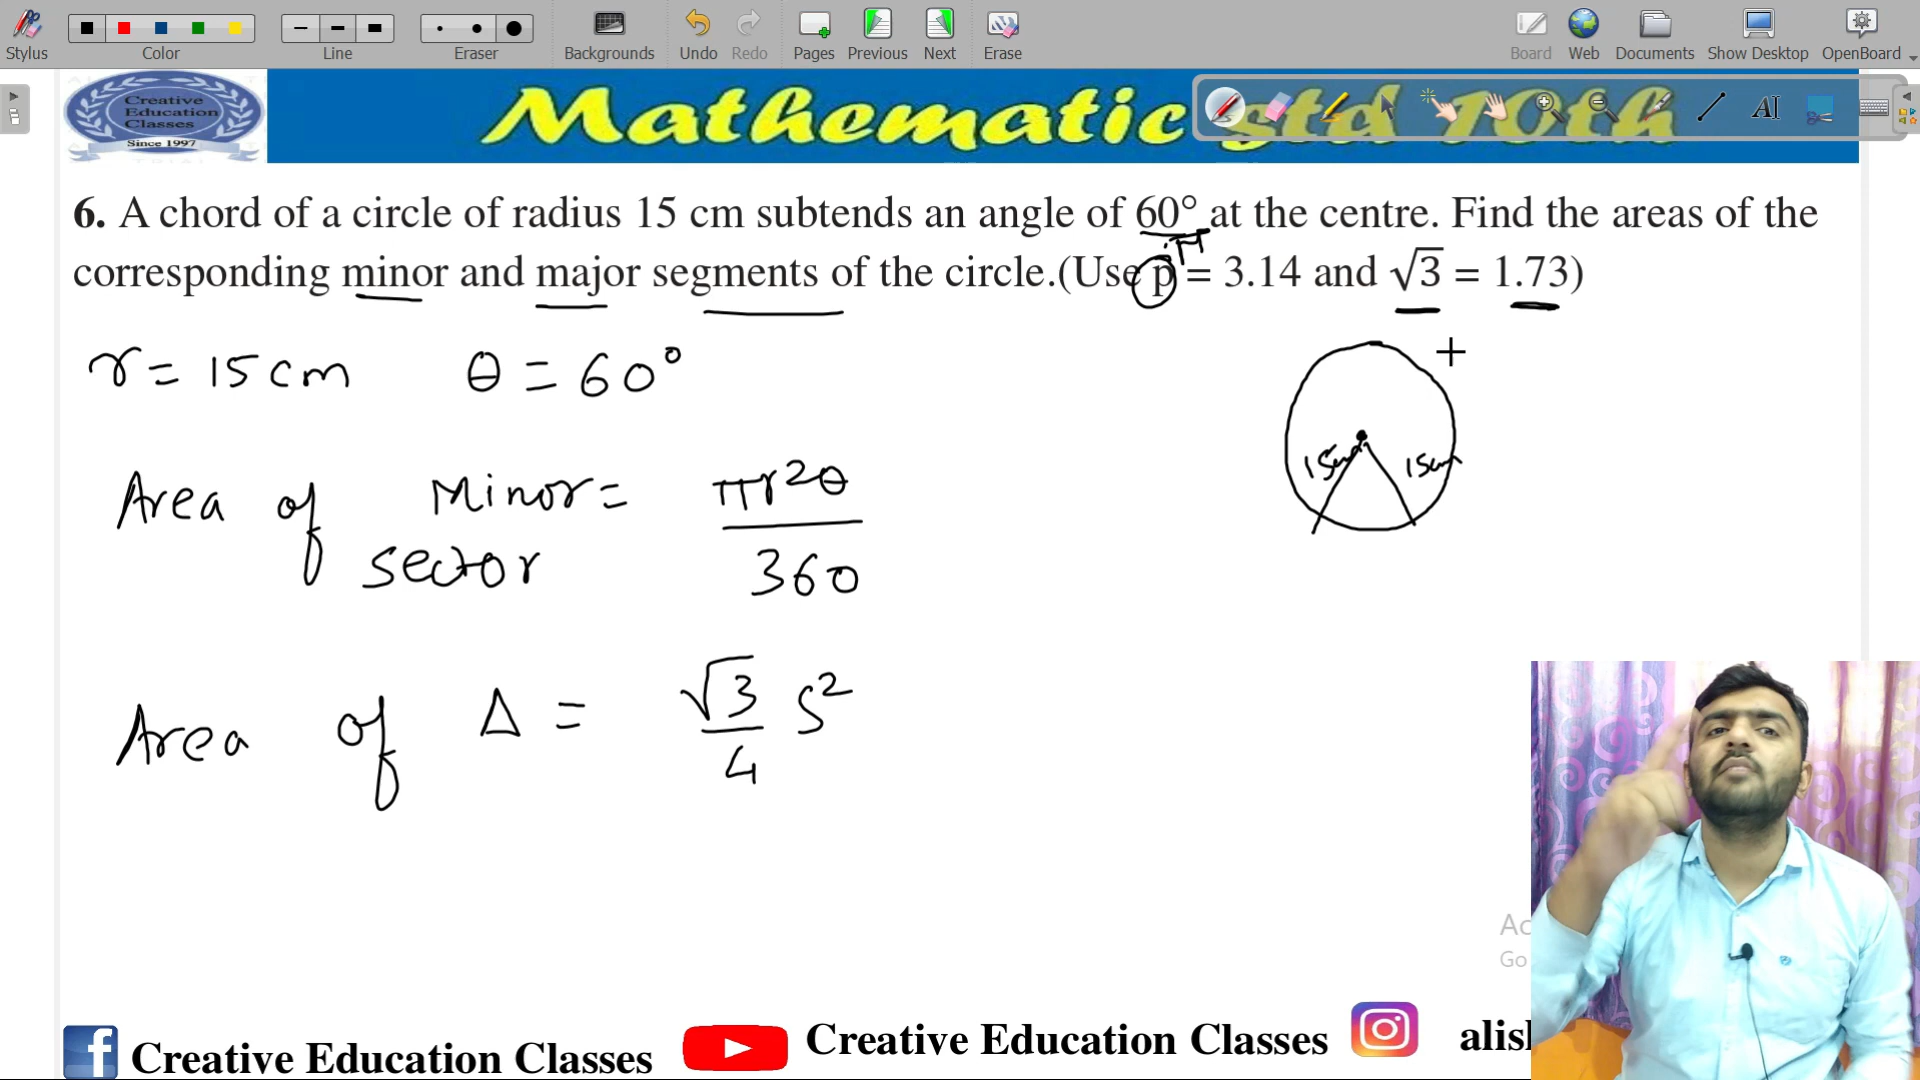 Stylus
Color
Line
Eraser
Backgrounds
Undo
Redo
Pages
Previous
Next
Erase
Board
Web
Documents
Show Desktop
OpenBoard
Creative
Education
Classes
Since 1997
Mathematic std 10th
6. A chord of a circle of radius 15 cm subtends an angle of 60° at the centre. Find the areas of the
π
corresponding minor and major segments of the circle.(Use p = 3.14 and √3 = 1.73)
r = 15 cm θ = 60°
15cm 15cm
Area of Minor = πr²θ
sector 360
Area of Δ = √3 S²
4
Go
Creative Education Classes
Creative Education Classes